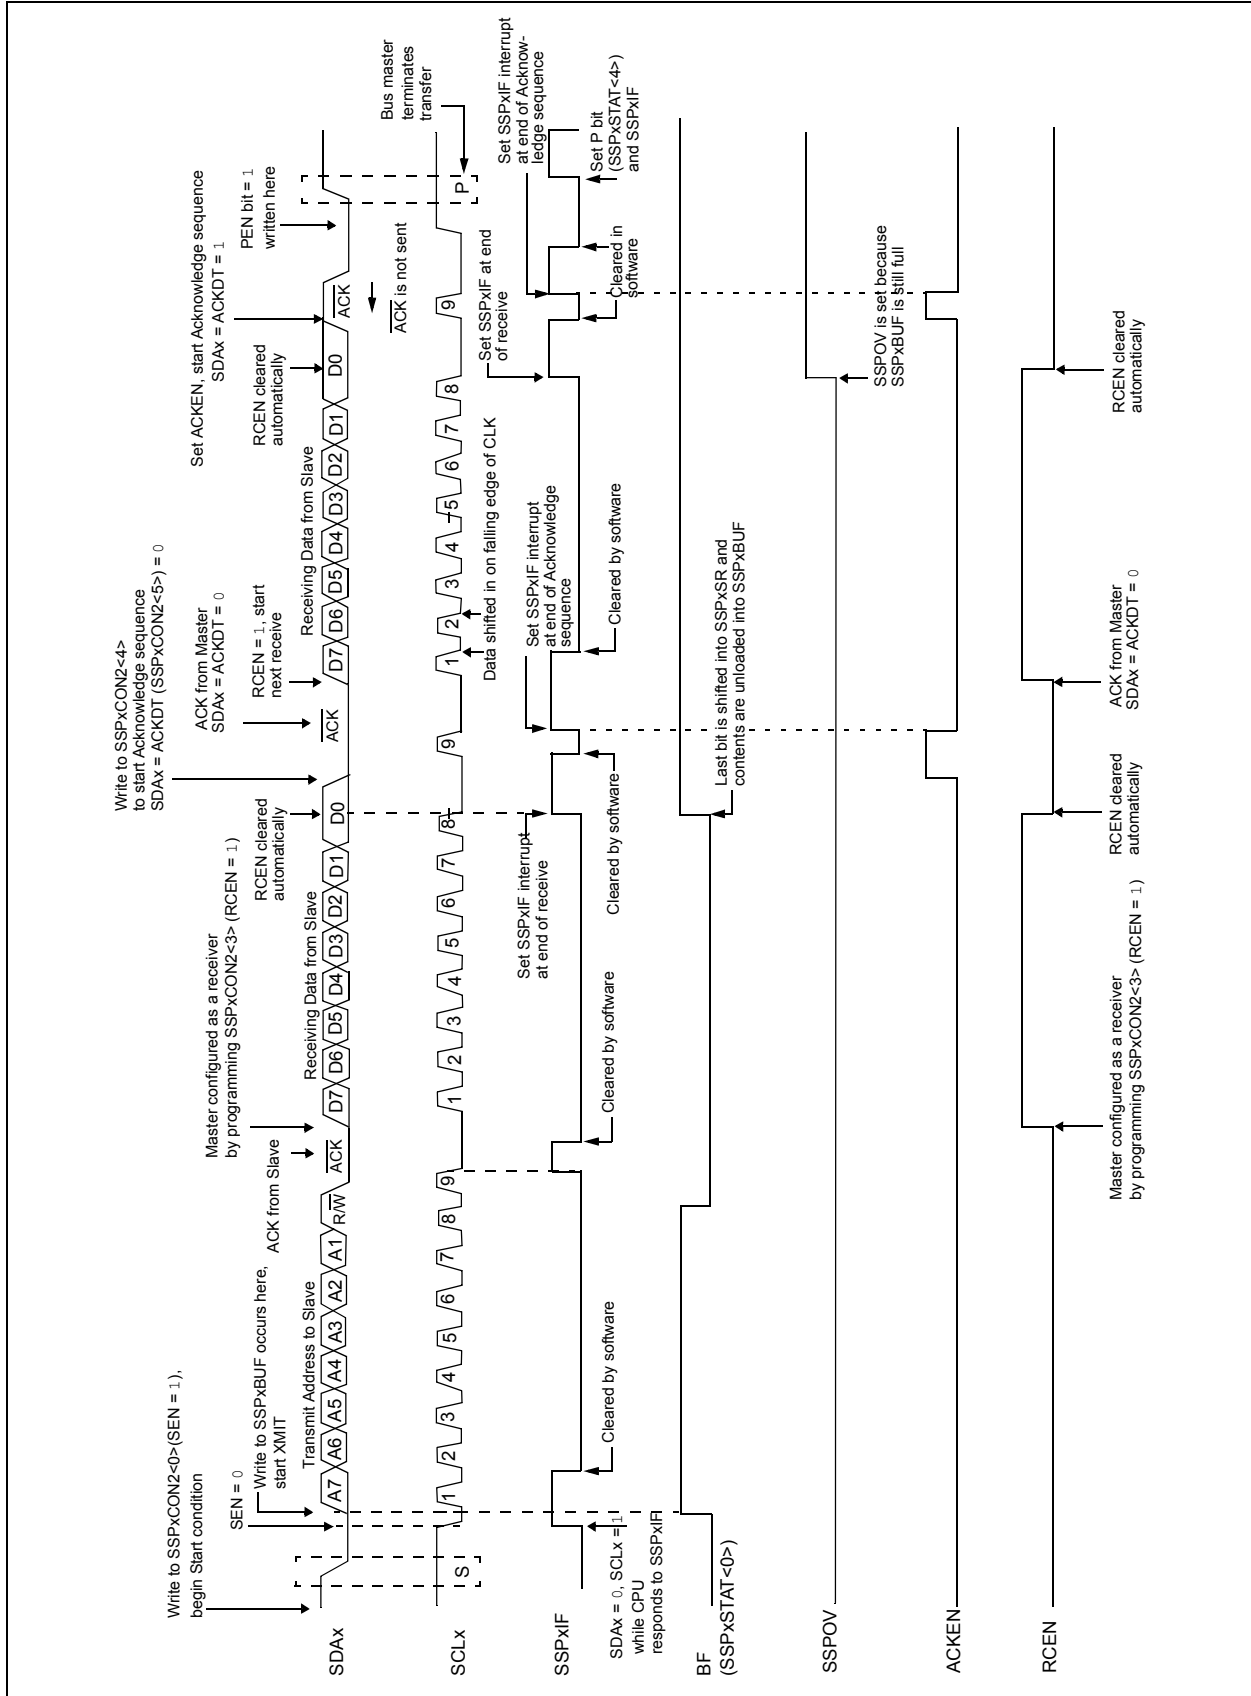 Write to SSPxCON2<0>(SEN = 1),
begin Start condition
SEN = 0
Write to SSPxBUF occurs here,
start XMIT
ACK from Slave
Master configured as a receiver
by programming SSPxCON2<3> (RCEN = 1)
RCEN cleared
automatically
Write to SSPxCON2<4>
to start Acknowledge sequence
SDAx = ACKDT (SSPxCON2<5>) = 0
ACK from Master
SDAx = ACKDT = 0
RCEN = 1, start
next receive
RCEN cleared
automatically
Set ACKEN, start Acknowledge sequence
SDAx = ACKDT = 1
PEN bit = 1
written here
Transmit Address to Slave
Receiving Data from Slave
Receiving Data from Slave
SDAx
A7 A6 A5 A4 A3 A2 A1 R/W ACK
D7 D6 D5 D4 D3 D2 D1 D0
ACK
D7 D6 D5 D4 D3 D2 D1 D0
ACK
ACK is not sent
Bus master
terminates
transfer
SCLx
S
1 2 3 4 5 6 7 8 9
1 2 3 4 5 6 7 8 9
1 2 3 4 5 6 7 8 9
P
Data shifted in on falling edge of CLK
Set SSPxIF interrupt
at end of receive
Set SSPxIF interrupt
at end of Acknowledge
sequence
Set SSPxIF at end
of receive
Set SSPxIF interrupt
at end of Acknow-
ledge sequence
SSPxIF
SDAx = 0, SCLx = 1
while CPU
responds to SSPxIF
Cleared by software
Cleared by software
Cleared by software
Cleared by software
Cleared in
software
Set P bit
(SSPxSTAT<4>)
and SSPxIF
BF
(SSPxSTAT<0>)
Last bit is shifted into SSPxSR and
contents are unloaded into SSPxBUF
SSPOV
SSPOV is set because
SSPxBUF is still full
ACKEN
RCEN
Master configured as a receiver
by programming SSPxCON2<3> (RCEN = 1)
RCEN cleared
automatically
ACK from Master
SDAx = ACKDT = 0
RCEN cleared
automatically